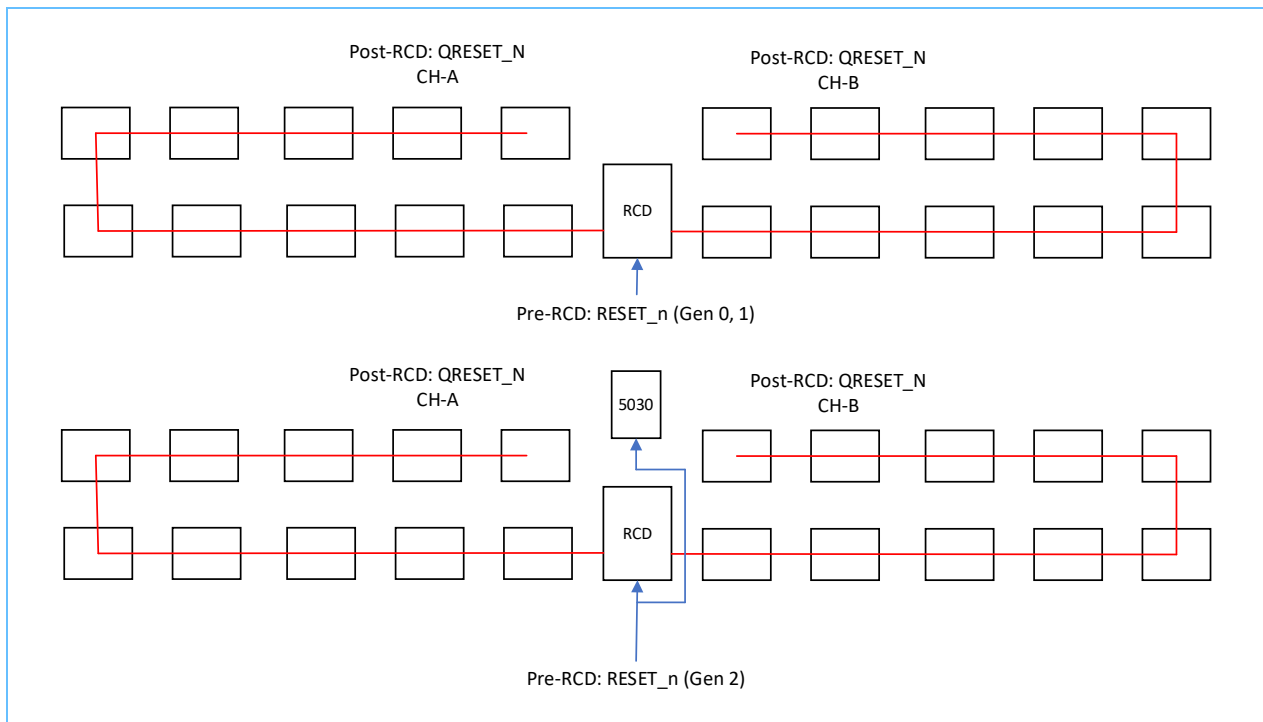 Post-RCD: QRESET_N
CH-A
Post-RCD: QRESET_N
CH-B
RCD
Pre-RCD: RESET_n (Gen 0, 1)
Post-RCD: QRESET_N
CH-A
5030
Post-RCD: QRESET_N
CH-B
RCD
Pre-RCD: RESET_n (Gen 2)